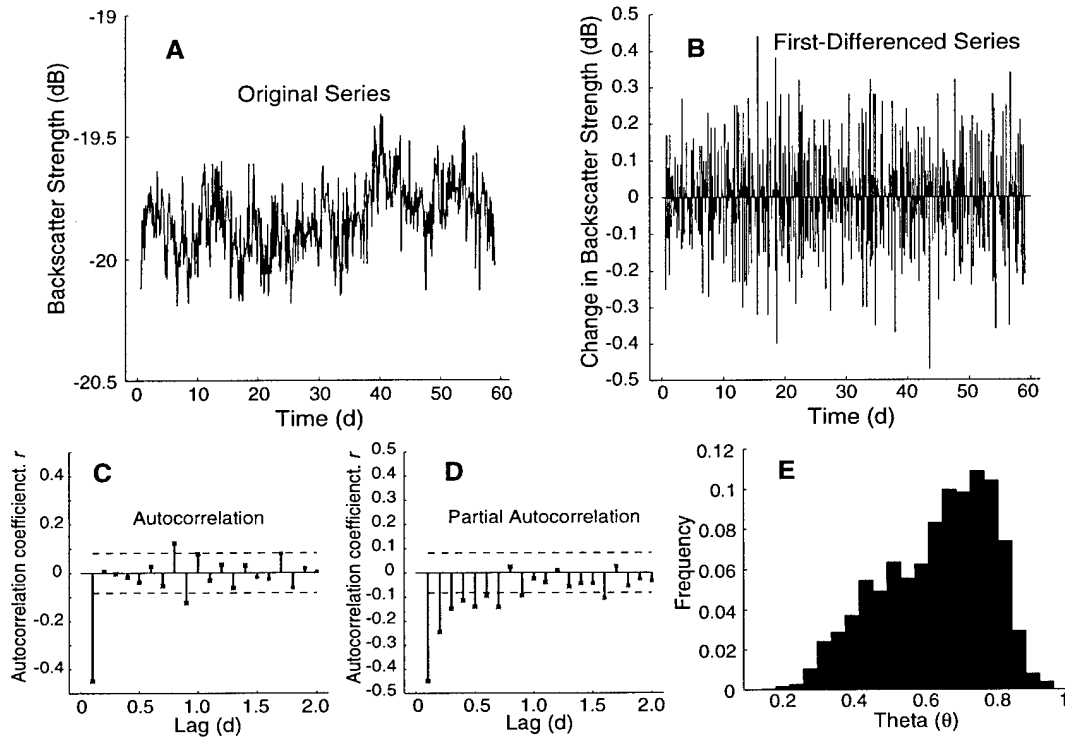 A
Original Series
Backscatter Strength (dB)
-19
-19.5
-20
-20.5
0 10 20 30 40 50 60
Time (d)
B
First-Differenced Series
Change in Backscatter Strength (dB)
0.5
0.4
0.3
0.2
0.1
0
-0.1
-0.2
-0.3
-0.4
-0.5
0 10 20 30 40 50 60
Time (d)
C
Autocorrelation
Autocorrelation coefficienct. r
0.4
0.2
0
-0.2
-0.4
0 0.5 1.0 1.5 2.0
Lag (d)
D
Partial Autocorrelation
Autocorrelation coefficienct. r
0.5
0.4
0.3
0.2
0.1
0
-0.1
-0.2
-0.3
-0.4
-0.5
0 0.5 1.0 1.5 2.0
Lag (d)
E
Frequency
0.12
0.1
0.08
0.06
0.04
0.02
0
0.2 0.4 0.6 0.8 1
Theta (θ)